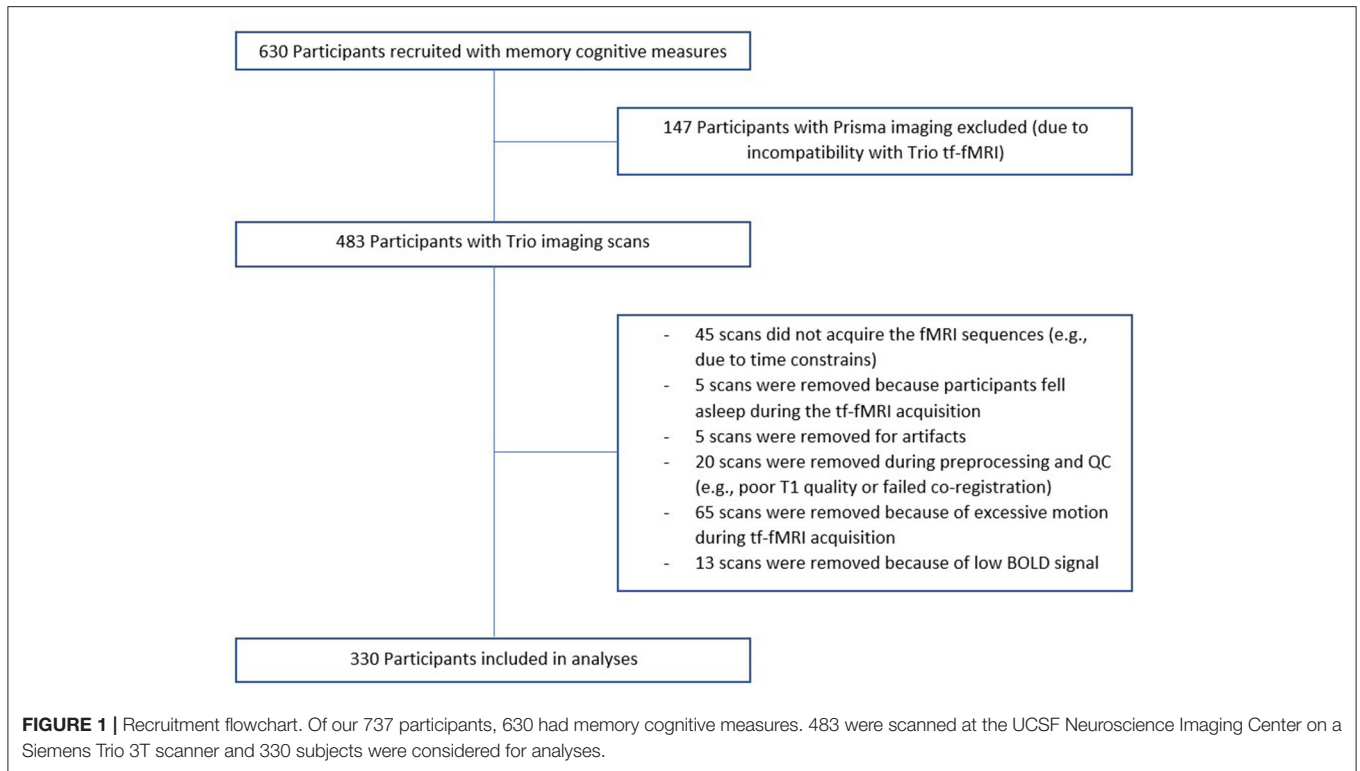 630 Participants recruited with memory cognitive measures
147 Participants with Prisma imaging excluded (due to
incompatibility with Trio tf-fMRI)
483 Participants with Trio imaging scans
- 45 scans did not acquire the fMRI sequences (e.g.,
due to time constrains)
- 5 scans were removed because participants fell
asleep during the tf-fMRI acquisition
- 5 scans were removed for artifacts
- 20 scans were removed during preprocessing and QC
(e.g., poor T1 quality or failed co-registration)
- 65 scans were removed because of excessive motion
during tf-fMRI acquisition
- 13 scans were removed because of low BOLD signal
330 Participants included in analyses
FIGURE 1 | Recruitment flowchart. Of our 737 participants, 630 had memory cognitive measures. 483 were scanned at the UCSF Neuroscience Imaging Center on a
Siemens Trio 3T scanner and 330 subjects were considered for analyses.